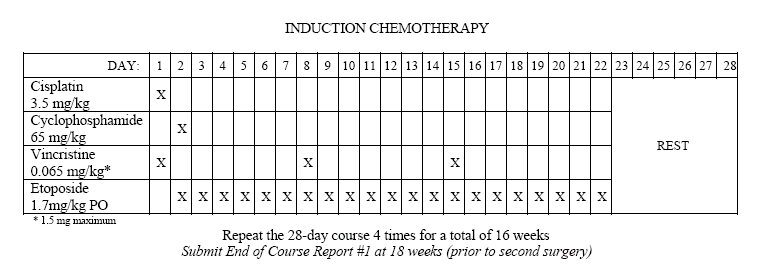 INDUCTION CHEMOTHERAPY
DAY: 1 2 3 4 5 6 7 8 9 10 11 12 13 14 15 16 17 18 19 20 21 22 23 24 25 26 27 28
Cisplatin
3.5 mg/kg X
Cyclophosphamide
65 mg/kg X
Vincristine
0.065 mg/kg* X X X
REST
Etoposide
1.7mg/kg PO X X X X X X X X X X X X X X X X X X X X X
* 1.5 mg maximum
Repeat the 28-day course 4 times for a total of 16 weeks
Submit End of Course Report #1 at 18 weeks (prior to second surgery)